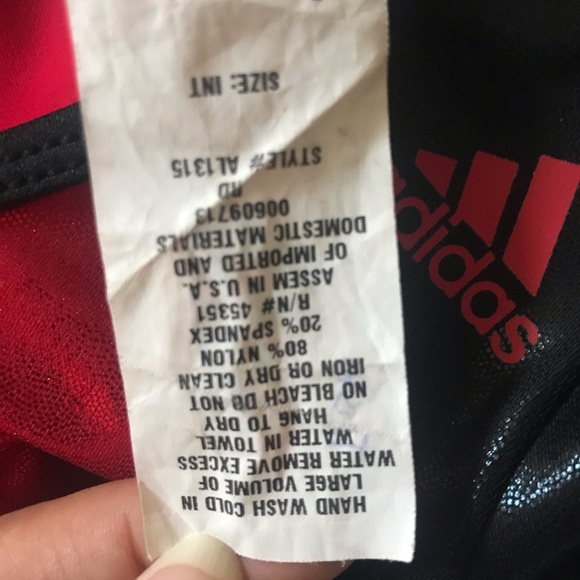 HAND WASH COLD IN
LARGE VOLUME OF
WATER REMOVE EXCESS
WATER IN TOWEL
HANG TO DRY
NO BLEACH DO NOT
IRON OR DRY CLEAN
80% NYLON
20% SPANDEX
R/N# 45351
ASSEM IN U.S.A.
OF IMPORTED AND
DOMESTIC MATERIALS
00609713
RD
STYLE# AL1315
SIZE: INT
adidas